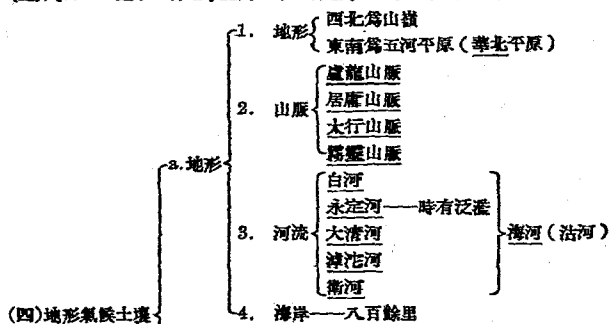 1. 地形
西北為山嶺
東南為五河平原（華北平原）
2. 山脈
盧龍山脈
居庸山脈
太行山脈
霧靈山脈
a.地形
3. 河流
白河
永定河——時有泛濫
大清河
滹沱河
衛河
海河（沽河）
(四)地形氣候土壤
4. 海岸——八百餘里